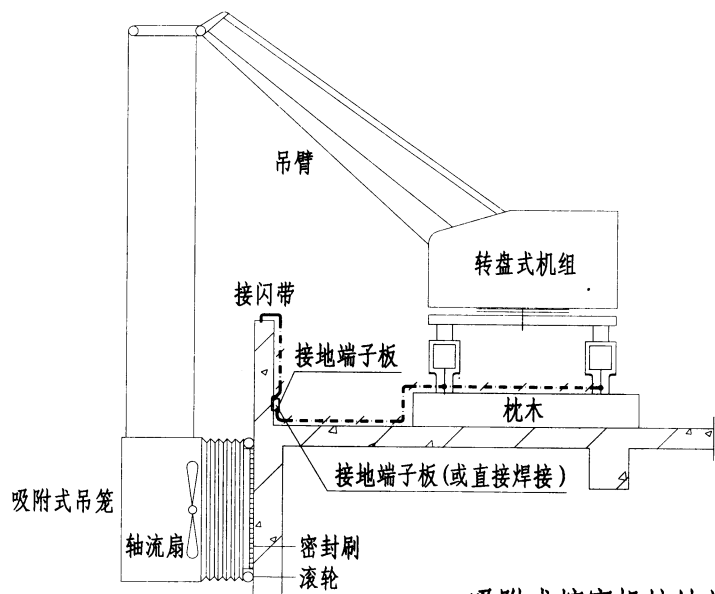 吊臂
转盘式机组
接闪带
接地端子板
枕木
接地端子板(或直接焊接)
吸附式吊笼
轴流扇
密封刷
滚轮